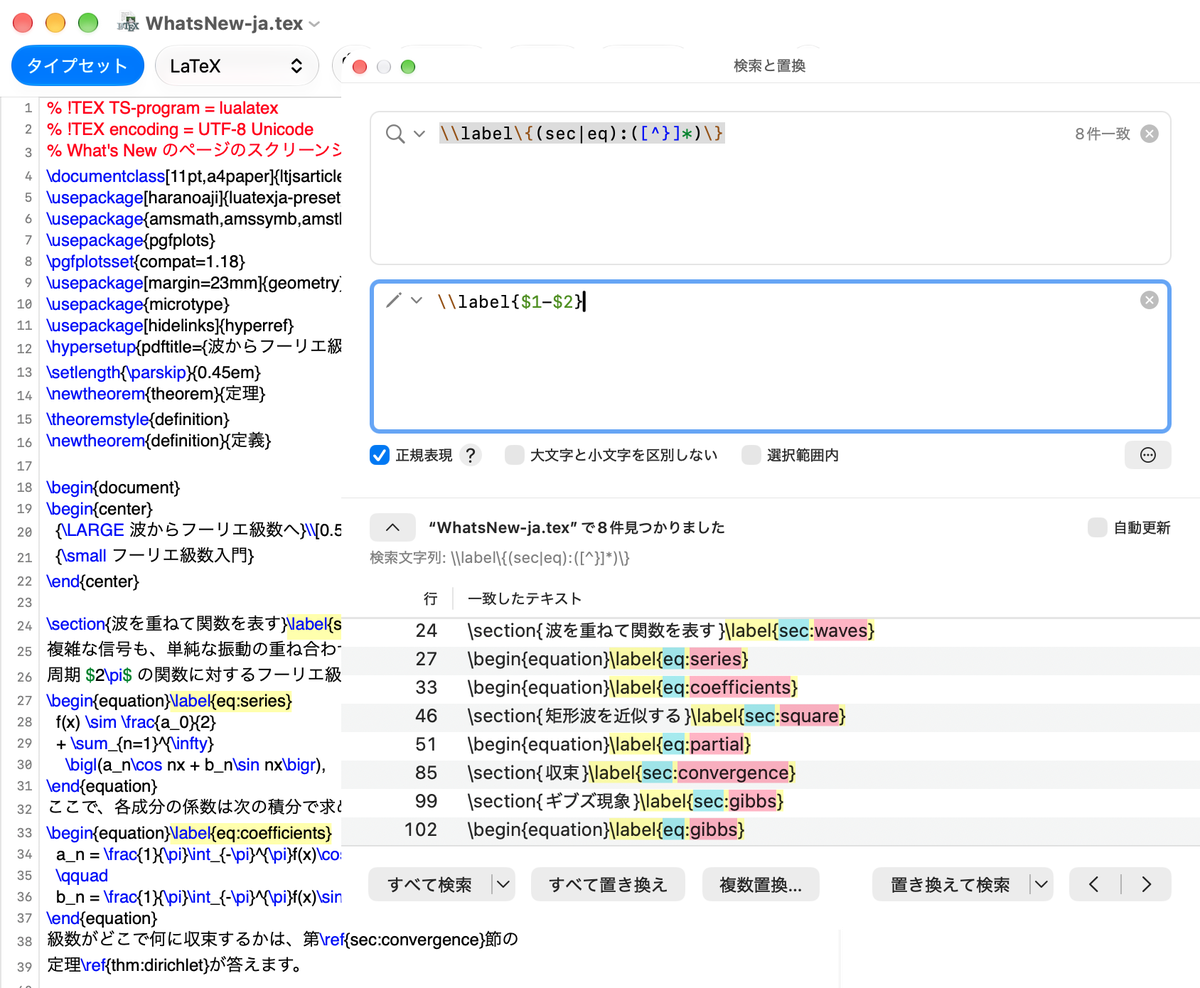 WhatsNew-ja.tex
タイプセット
LaTeX
検索と置換
1 % !TEX TS-program = lualatex
2 % !TEX encoding = UTF-8 Unicode
3 % What's New のページのスクリーンシ
4 \documentclass[11pt,a4paper]{ltjsarticle
5 \usepackage[haranoaji]{luatexja-preset
6 \usepackage{amsmath,amssymb,amsth
7 \usepackage{pgfplots}
8 \pgfplotsset{compat=1.18}
9 \usepackage[margin=23mm]{geometry}
10 \usepackage{microtype}
11 \usepackage[hidelinks]{hyperref}
12 \hypersetup{pdftitle={波からフーリエ級
13 \setlength{\parskip}{0.45em}
14 \newtheorem{theorem}{定理}
15 \theoremstyle{definition}
16 \newtheorem{definition}{定義}
17
18 \begin{document}
19 \begin{center}
20 {\LARGE 波からフーリエ級数へ}\\[0.5
21 {\small フーリエ級数入門}
22 \end{center}
23
24 \section{波を重ねて関数を表す}\label{s
25 複雑な信号も、単純な振動の重ね合わ
26 周期 $2\pi$ の関数に対するフーリエ級
27 \begin{equation}\label{eq:series}
28 f(x) \sim \frac{a_0}{2}
29 + \sum_{n=1}^{\infty}
30 \bigl(a_n\cos nx + b_n\sin nx\bigr),
31 \end{equation}
32 ここで、各成分の係数は次の積分で求め
33 \begin{equation}\label{eq:coefficients}
34 a_n = \frac{1}{\pi}\int_{-\pi}^{\pi}f(x)\cos
35 \qquad
36 b_n = \frac{1}{\pi}\int_{-\pi}^{\pi}f(x)\sin
37 \end{equation}
38 級数がどこで何に収束するかは、第\ref{sec:convergence}節の
39 定理\ref{thm:dirichlet}が答えます。
\\label\{(sec|eq):([^}]*)\}
8件一致
\\label{$1-$2}
正規表現 ?
大文字と小文字を区別しない
選択範囲内
“WhatsNew-ja.tex” で8件見つかりました
自動更新
検索文字列: \\label\{(sec|eq):([^}]*)\}
行 一致したテキスト
24 \section{波を重ねて関数を表す}\label{sec:waves}
27 \begin{equation}\label{eq:series}
33 \begin{equation}\label{eq:coefficients}
46 \section{矩形波を近似する}\label{sec:square}
51 \begin{equation}\label{eq:partial}
85 \section{収束}\label{sec:convergence}
99 \section{ギブズ現象}\label{sec:gibbs}
102 \begin{equation}\label{eq:gibbs}
すべて検索
すべて置き換え
複数置換...
置き換えて検索